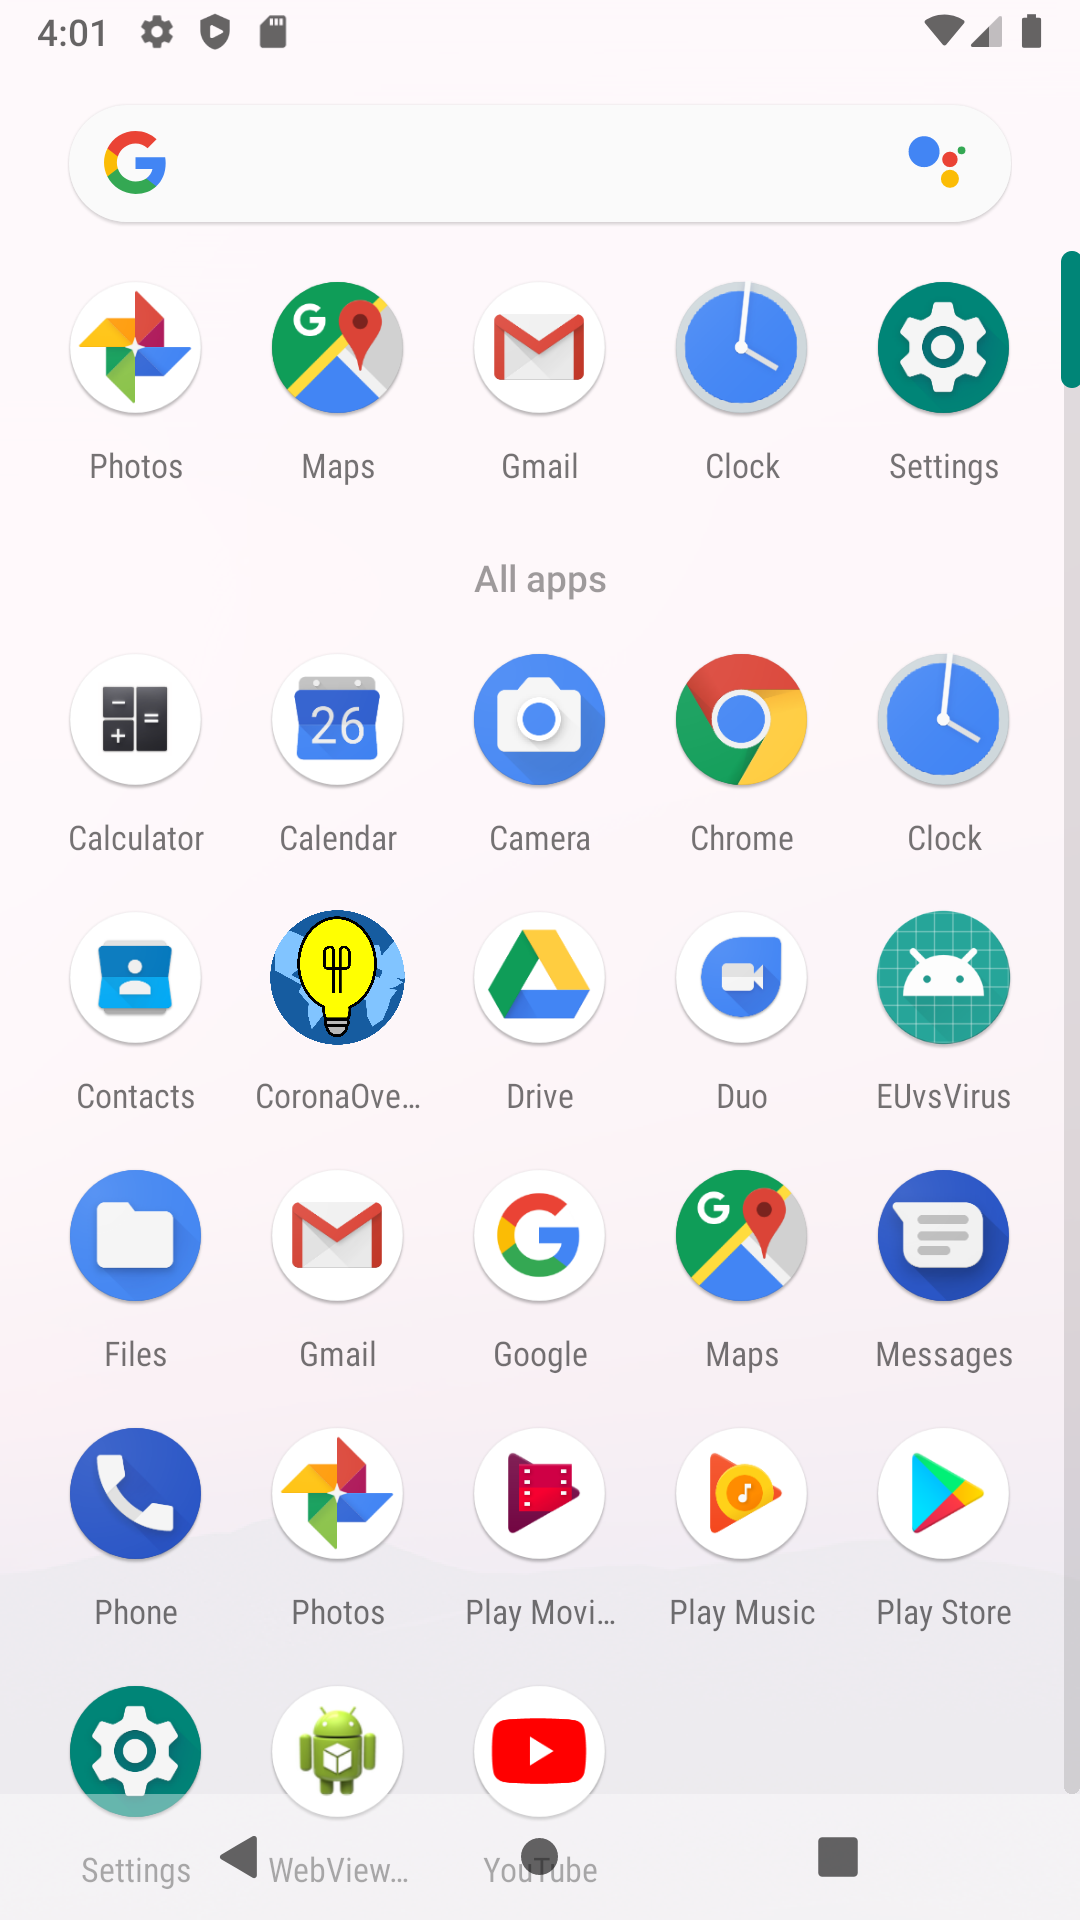 4:01
Photos Maps Gmail Clock Settings
All apps
26
Calculator Calendar Camera Chrome Clock
Contacts CoronaOve... Drive Duo EUvsVirus
Files Gmail Google Maps Messages
Phone Photos Play Movi... Play Music Play Store
Settings WebView... YouTube